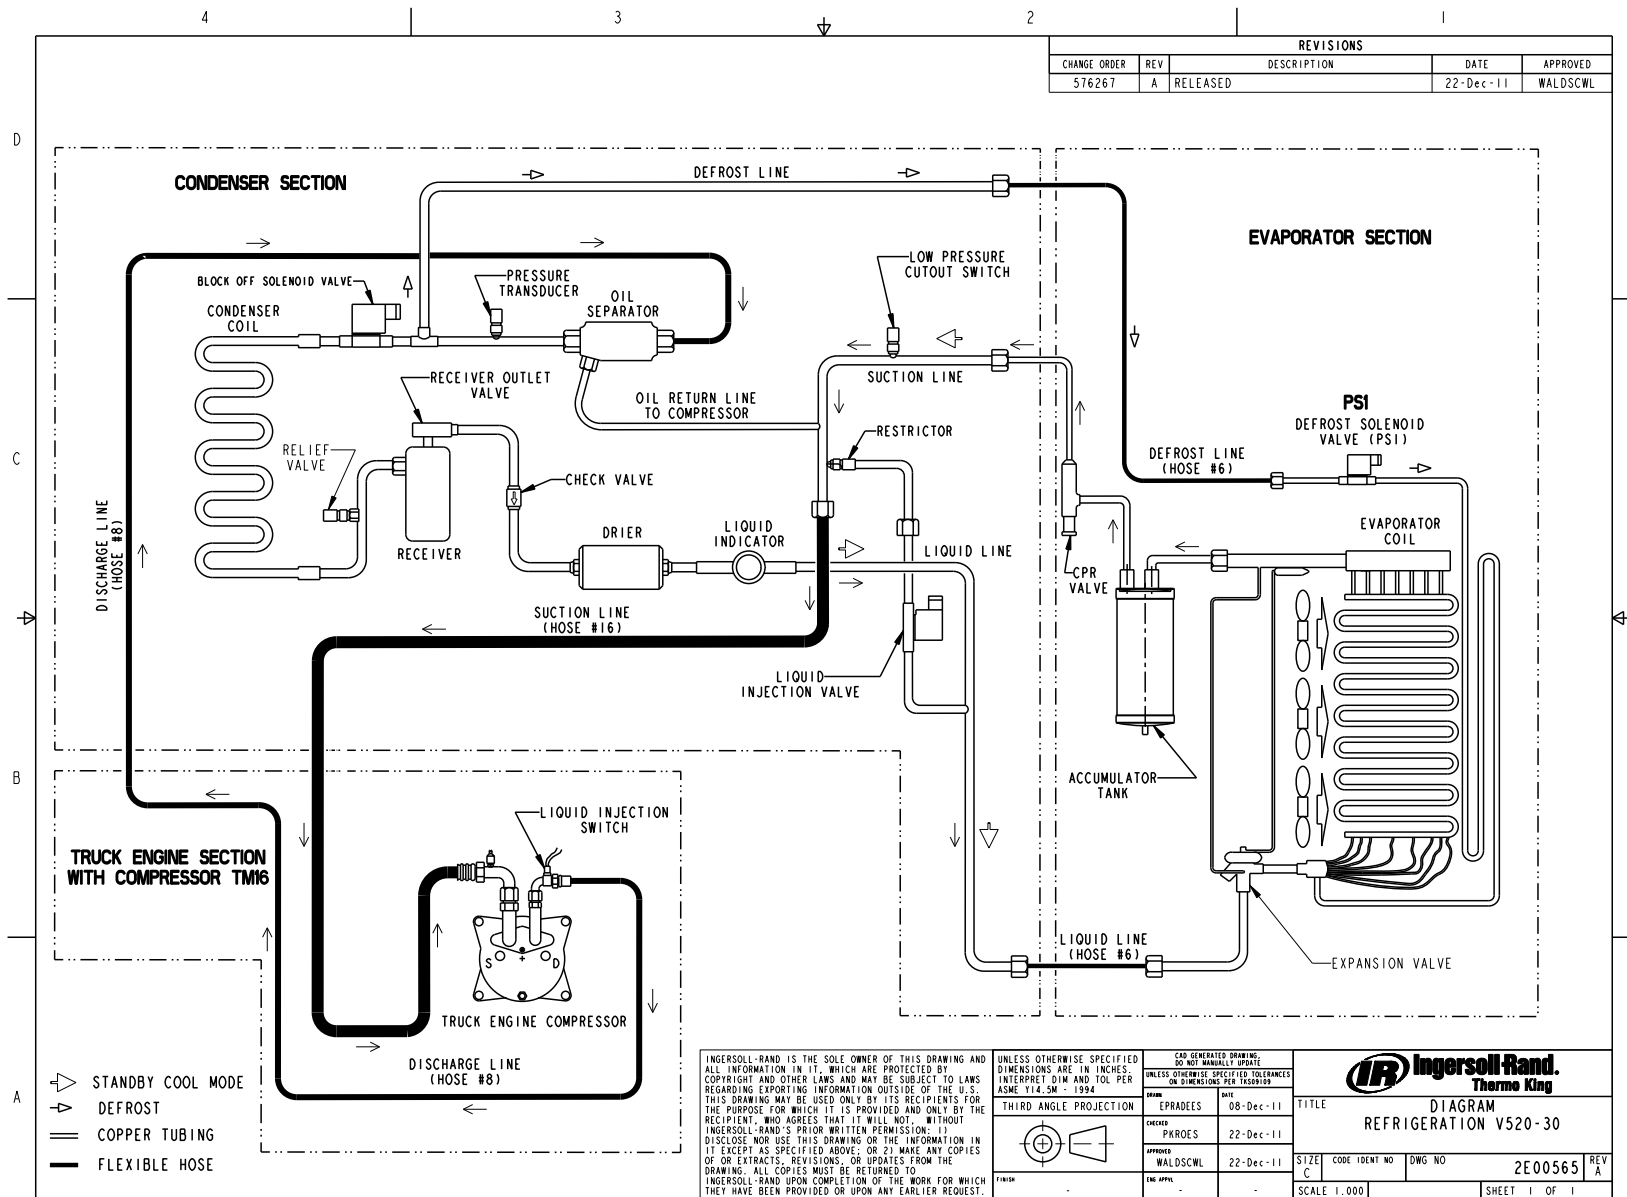 4 3 2 1
REVISIONS
CHANGE ORDER REV DESCRIPTION DATE APPROVED
576267 A RELEASED 22-Dec-11 WALDSCWL
D
CONDENSER SECTION
DEFROST LINE
EVAPORATOR SECTION
LOW PRESSURE
CUTOUT SWITCH
BLOCK OFF SOLENOID VALVE
PRESSURE
TRANSDUCER
OIL
SEPARATOR
CONDENSER
COIL
RECEIVER OUTLET
VALVE
SUCTION LINE
OIL RETURN LINE
TO COMPRESSOR
PS1
DEFROST SOLENOID
VALVE (PS1)
RESTRICTOR
C
RELIEF
VALVE
DEFROST LINE
(HOSE #6)
CHECK VALVE
DISCHARGE LINE
(HOSE #8)
RECEIVER
DRIER
LIQUID
INDICATOR
LIQUID LINE
EVAPORATOR
COIL
CPR
VALVE
SUCTION LINE
(HOSE #16)
LIQUID
INJECTION VALVE
B
ACCUMULATOR
TANK
LIQUID INJECTION
SWITCH
TRUCK ENGINE SECTION
WITH COMPRESSOR TM16
S D
LIQUID LINE
(HOSE #6)
EXPANSION VALVE
TRUCK ENGINE COMPRESSOR
DISCHARGE LINE
(HOSE #8)
A
STANDBY COOL MODE
DEFROST
COPPER TUBING
FLEXIBLE HOSE
INGERSOLL-RAND IS THE SOLE OWNER OF THIS DRAWING AND
ALL INFORMATION IN IT, WHICH ARE PROTECTED BY
COPYRIGHT AND OTHER LAWS AND MAY BE SUBJECT TO LAWS
REGARDING EXPORTING INFORMATION OUTSIDE OF THE U.S.
THIS DRAWING MAY BE USED ONLY BY ITS RECIPIENTS FOR
THE PURPOSE FOR WHICH IT IS PROVIDED AND ONLY BY THE
RECIPIENT, WHO AGREES THAT IT WILL NOT, WITHOUT
INGERSOLL-RAND'S PRIOR WRITTEN PERMISSION: 1)
DISCLOSE NOR USE THIS DRAWING OR THE INFORMATION IN
IT EXCEPT AS SPECIFIED ABOVE; OR 2) MAKE ANY COPIES
OF OR EXTRACTS, REVISIONS, OR UPDATES FROM THE
DRAWING. ALL COPIES MUST BE RETURNED TO
INGERSOLL-RAND UPON COMPLETION OF THE WORK FOR WHICH
THEY HAVE BEEN PROVIDED OR UPON ANY EARLIER REQUEST.
UNLESS OTHERWISE SPECIFIED
DIMENSIONS ARE IN INCHES.
INTERPRET DIM AND TOL PER
ASME Y14.5M - 1994
THIRD ANGLE PROJECTION
FINISH
-
CAD GENERATED DRAWING,
DO NOT MANUALLY UPDATE
UNLESS OTHERWISE SPECIFIED TOLERANCES
ON DIMENSIONS PER TKS09109
DRAWN DATE
EPRADEES 08-Dec-11
CHECKED
PKROES 22-Dec-11
APPROVED
WALDSCWL 22-Dec-11
ENG APPVL
- -
IR Ingersoll Rand.
Thermo King
TITLE
DIAGRAM
REFRIGERATION V520-30
SIZE CODE IDENT NO DWG NO REV
C 2E00565 A
SCALE 1.000 SHEET 1 OF 1